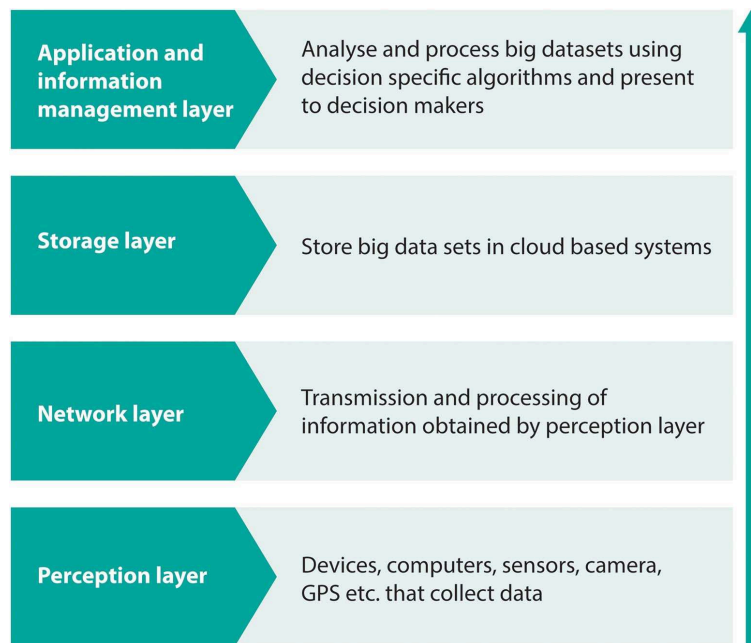 Application and
information
management layer
Analyse and process big datasets using
decision specific algorithms and present
to decision makers
Storage layer
Store big data sets in cloud based systems
Network layer
Transmission and processing of
information obtained by perception layer
Perception layer
Devices, computers, sensors, camera,
GPS etc. that collect data